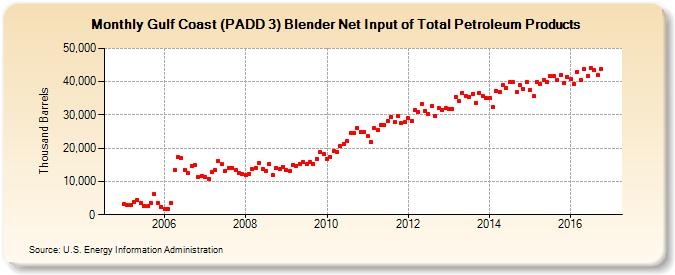 Monthly Gulf Coast (PADD 3) Blender Net Input of Total Petroleum Products
Thousand Barrels
50,000
40,000
30,000
20,000
10,000
0
2006 2008 2010 2012 2014 2016
Source: U.S. Energy Information Administration